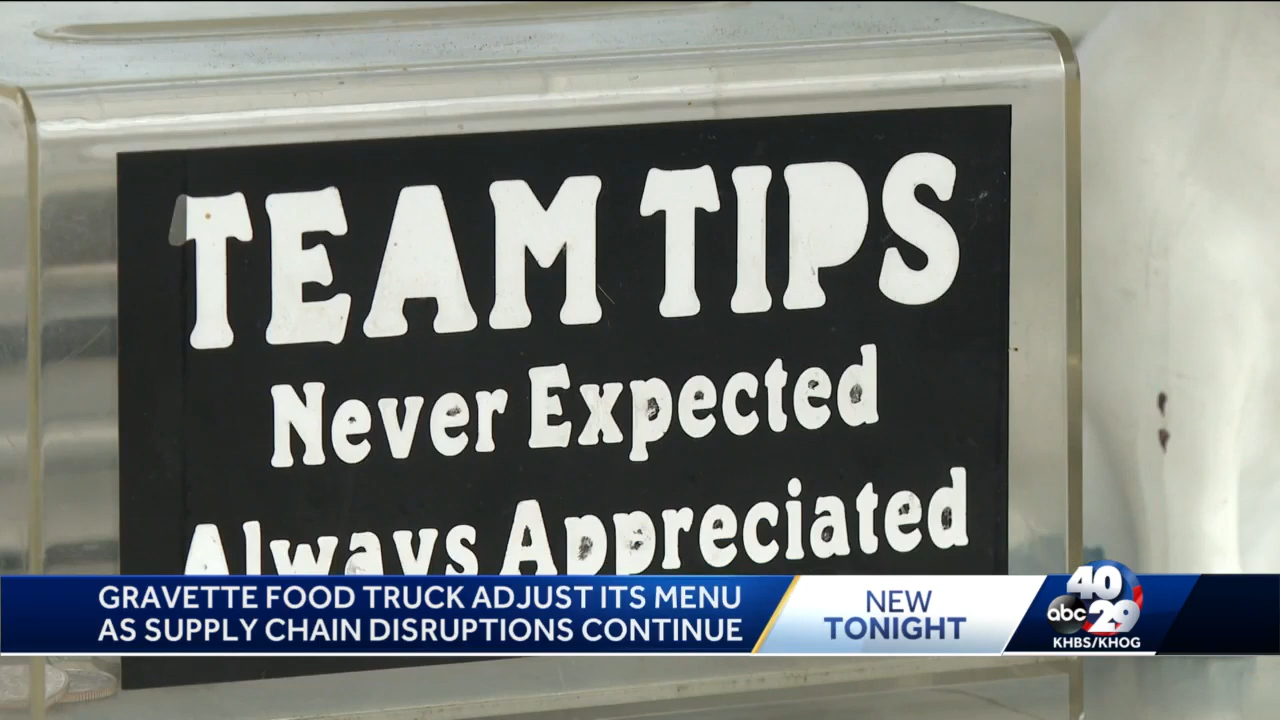 TEAM TIPS
Never Expected
Always Appreciated
GRAVETTE FOOD TRUCK ADJUST ITS MENU
AS SUPPLY CHAIN DISRUPTIONS CONTINUE
NEW
TONIGHT
40
abc 29
KHBS/KHOG